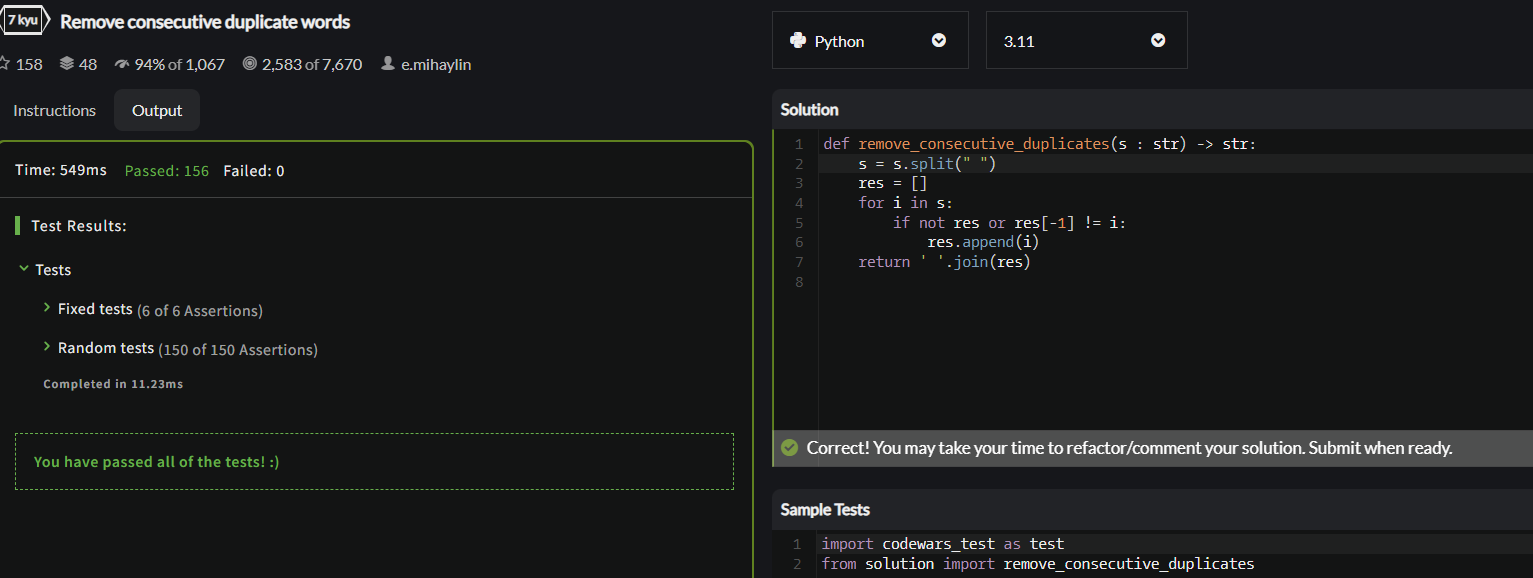 7 kyu Remove consecutive duplicate words
158 48 94% of 1,067 2,583 of 7,670 e.mihaylin
Instructions Output
Time: 549ms Passed: 156 Failed: 0
Test Results:
Tests
Fixed tests (6 of 6 Assertions)
Random tests (150 of 150 Assertions)
Completed in 11.23ms
You have passed all of the tests! :)
Python 3.11
Solution
1 def remove_consecutive_duplicates(s : str) -> str:
2 s = s.split(" ")
3 res = []
4 for i in s:
5 if not res or res[-1] != i:
6 res.append(i)
7 return ' '.join(res)
8
Correct! You may take your time to refactor/comment your solution. Submit when ready.
Sample Tests
1 import codewars_test as test
2 from solution import remove_consecutive_duplicates